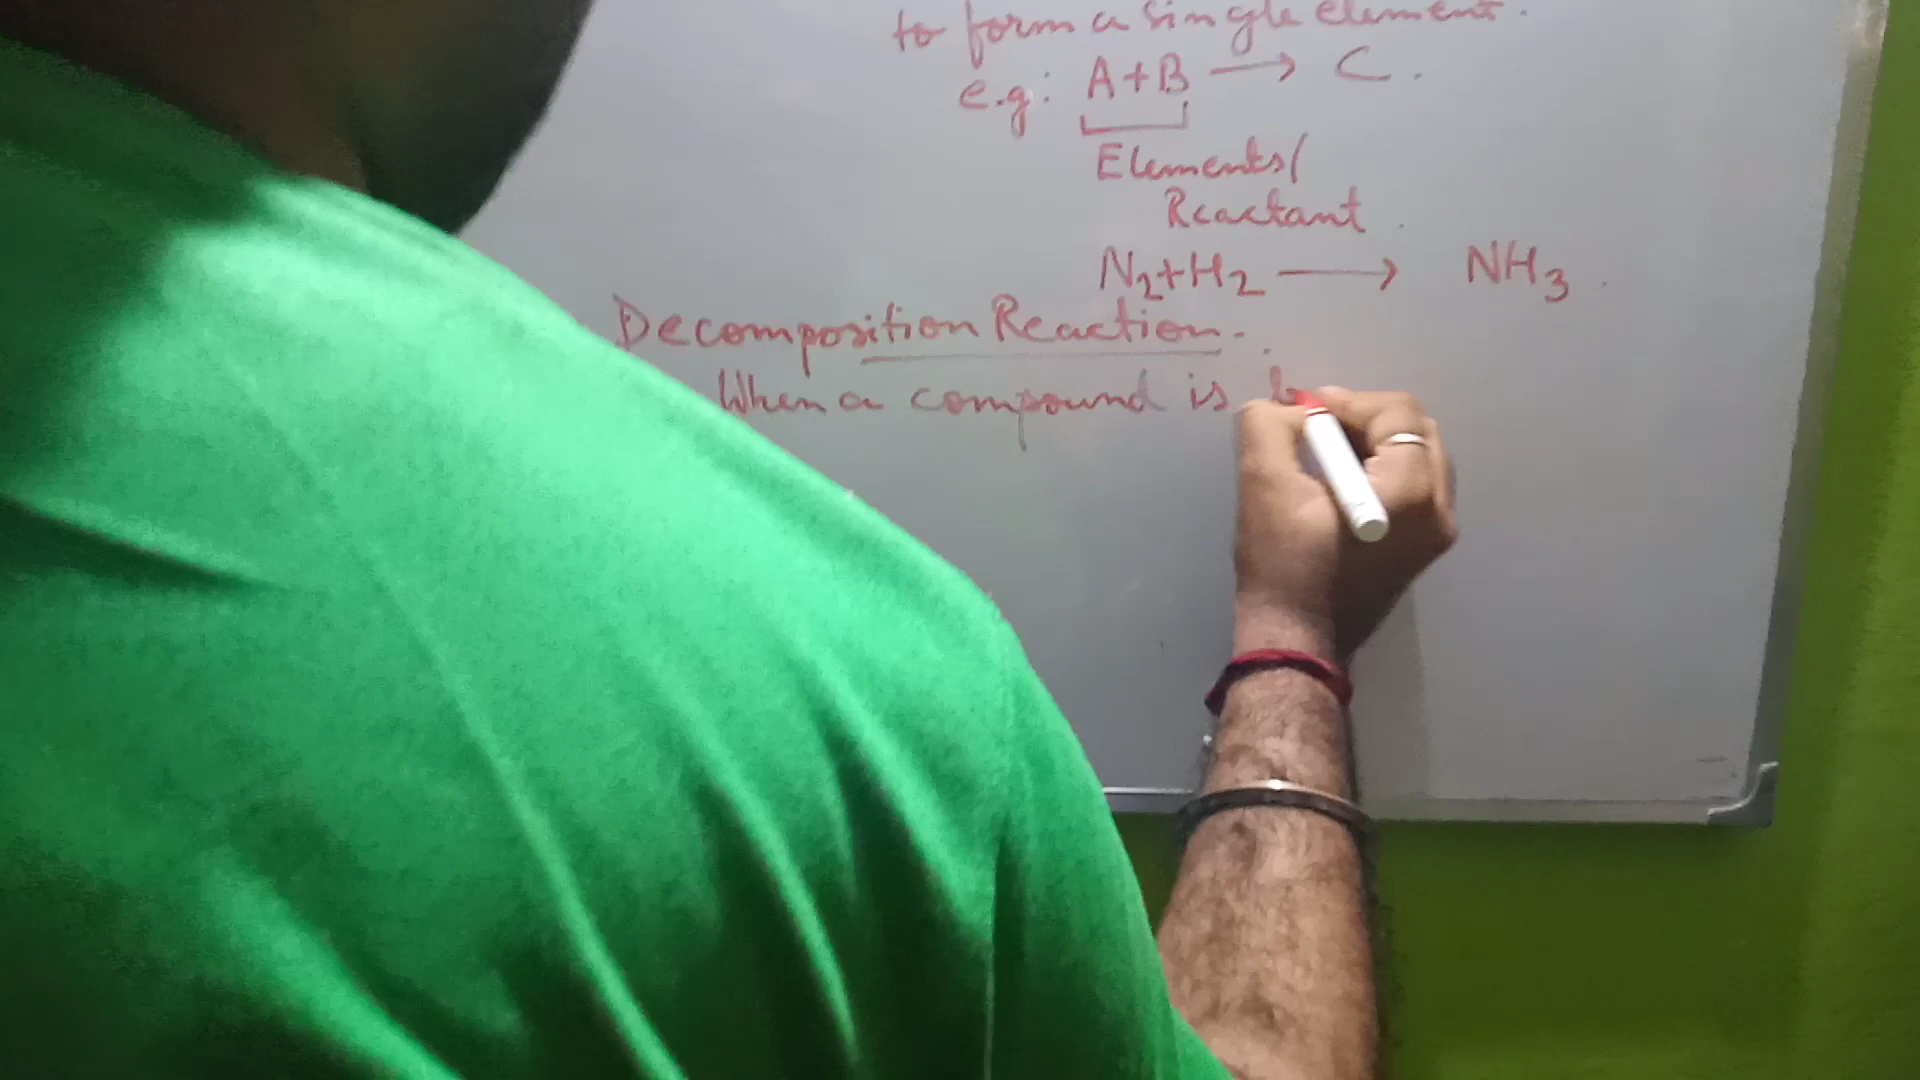 to form a single element.
e.g: A+B → C.
Elements/
Reactant.
N₂+H₂ → NH₃.
Decomposition Reaction.
When a compound is b